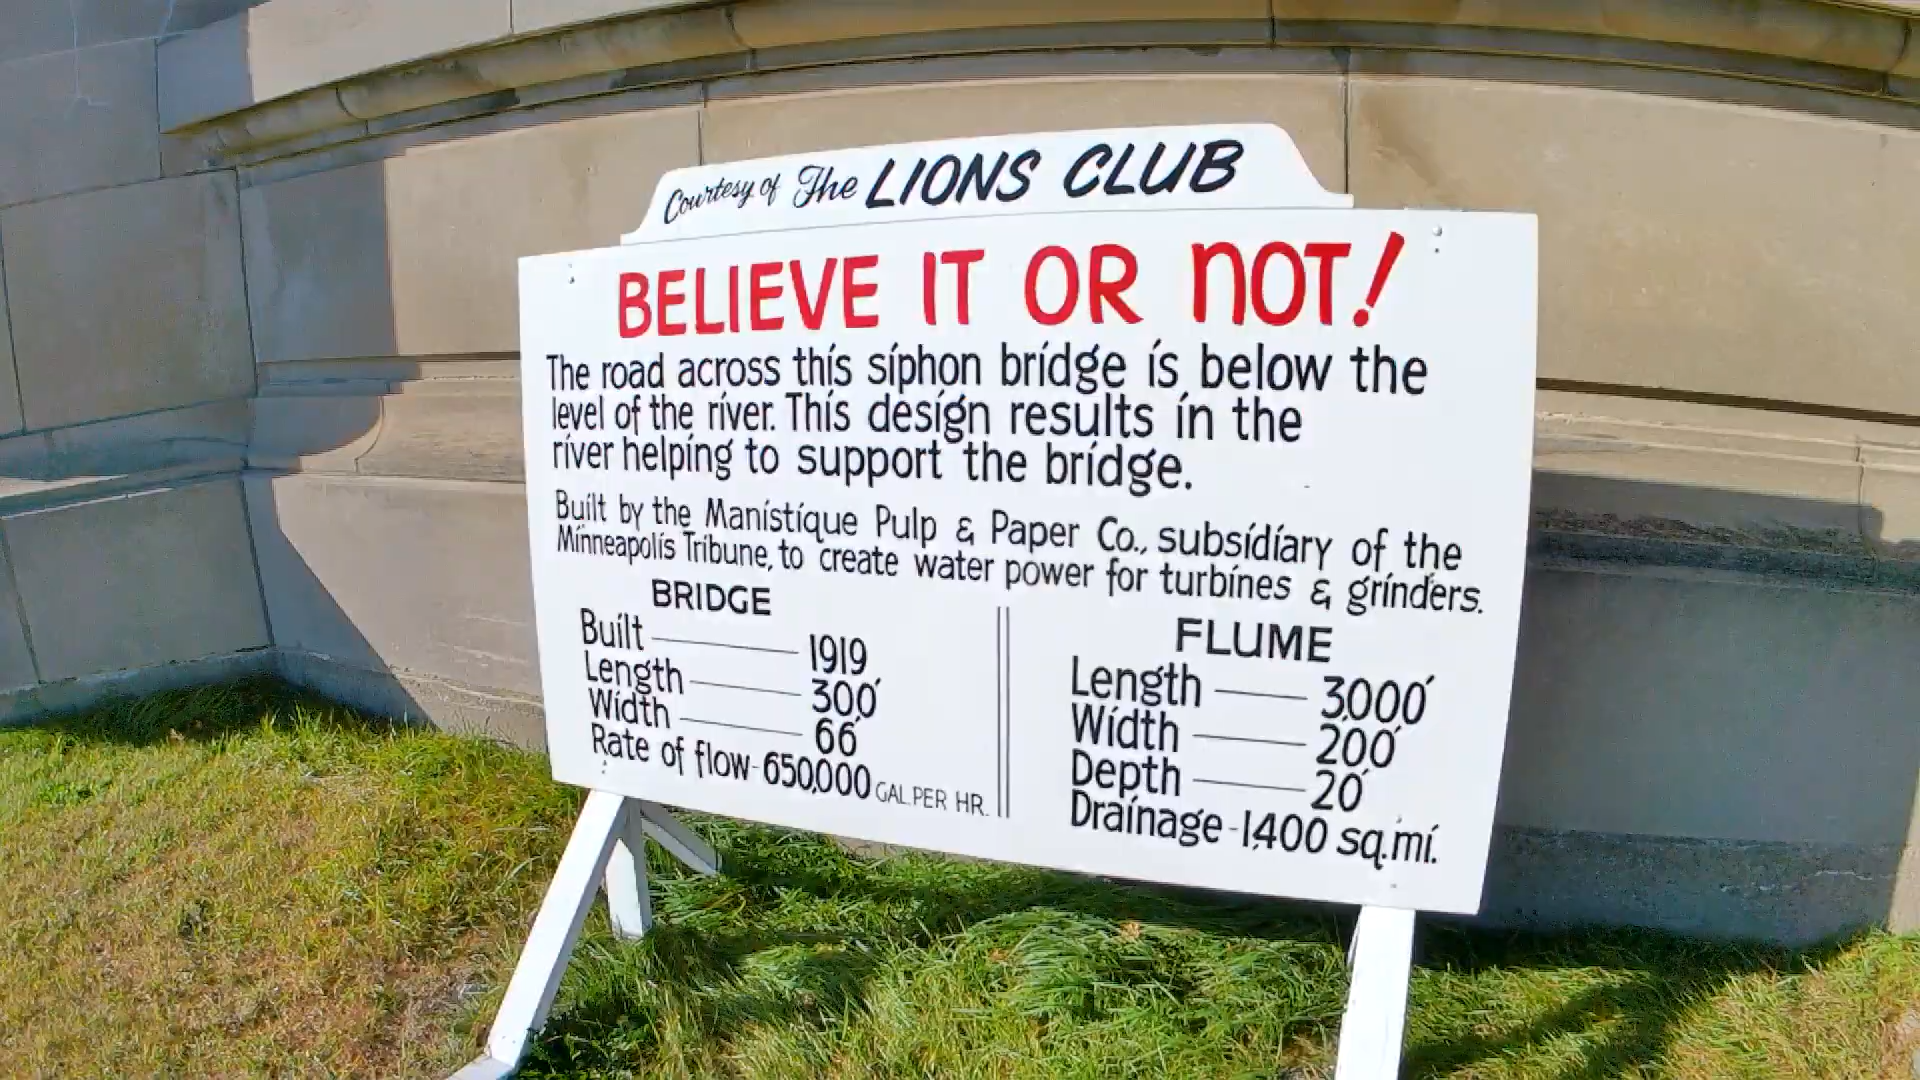 Courtesy of The LIONS CLUB
BELIEVE IT OR NOT!
The road across this siphon bridge is below the
level of the river. This design results in the
river helping to support the bridge.
Built by the Manistique Pulp & Paper Co., subsidiary of the
Minneapolis Tribune, to create water power for turbines & grinders.
BRIDGE
Built — 1919
Length — 300'
Width — 66'
Rate of flow - 650,000 GAL. PER HR.
FLUME
Length — 3000'
Width — 200'
Depth — 20'
Drainage - 1,400 sq. mi.